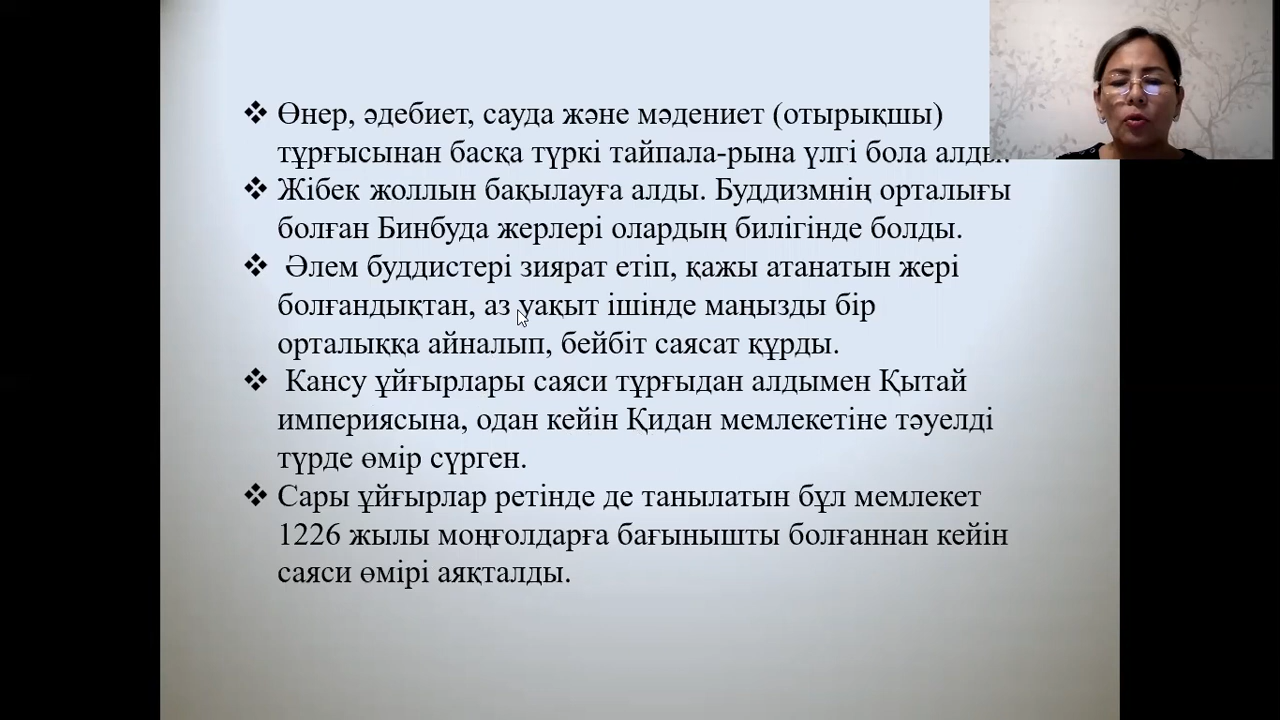 ❖ Өнер, әдебиет, сауда және мәдениет (отырықшы)
тұрғысынан басқа түркі тайпала-рына үлгі бола алды.
❖ Жібек жоллын бақылауға алды. Буддизмнің орталығы
болған Бинбуда жерлері олардың билігінде болды.
❖ Әлем буддистері зиярат етіп, қажы атанатын жері
болғандықтан, аз уақыт ішінде маңызды бір
орталыққа айналып, бейбіт саясат құрды.
❖ Кансу ұйғырлары саяси тұрғыдан алдымен Қытай
империясына, одан кейін Қидан мемлекетіне тәуелді
түрде өмір сүрген.
❖ Сары ұйғырлар ретінде де танылатын бұл мемлекет
1226 жылы моңғолдарға бағынышты болғаннан кейін
саяси өмірі аяқталды.